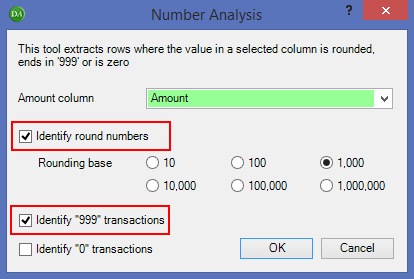 DA Number Analysis ?
This tool extracts rows where the value in a selected column is rounded,
ends in '999' or is zero
Amount column Amount
Identify round numbers
Rounding base 10 100 1,000
10,000 100,000 1,000,000
Identify "999" transactions
Identify "0" transactions OK Cancel